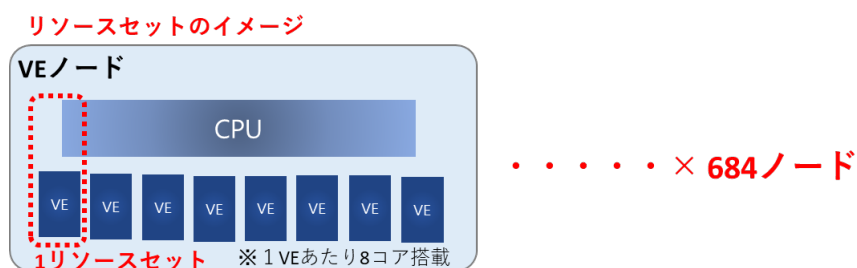 リソースセットのイメージ
VEノード
CPU
・・・・・× 684ノード
VE VE VE VE VE VE VE VE
1リソースセット ※１VEあたり8コア搭載